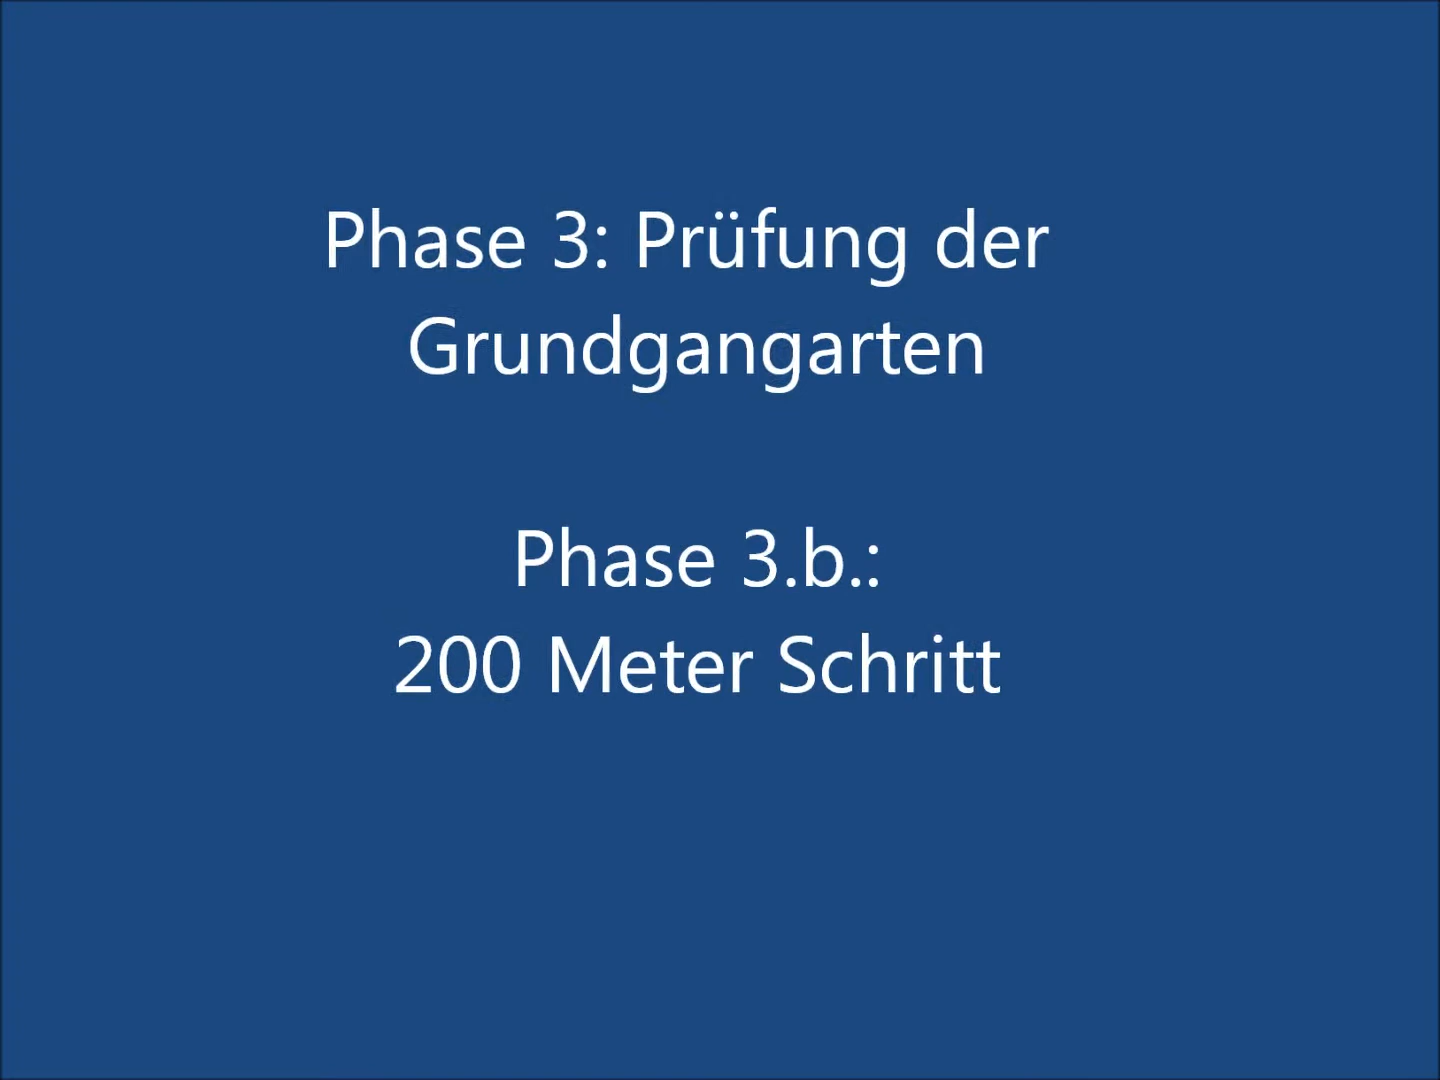 Phase 3: Prüfung der
Grundgangarten
Phase 3.b.:
200 Meter Schritt